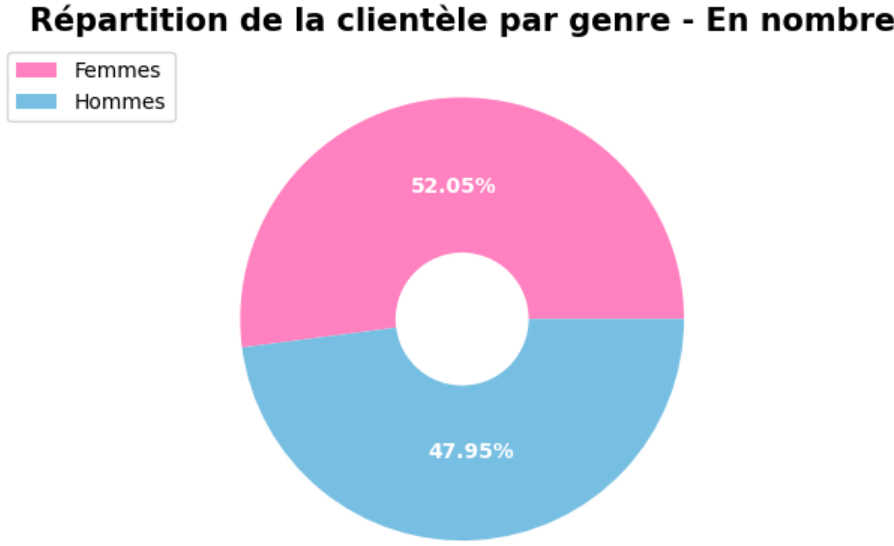 Répartition de la clientèle par genre - En nombre
Femmes
Hommes
52.05%
47.95%